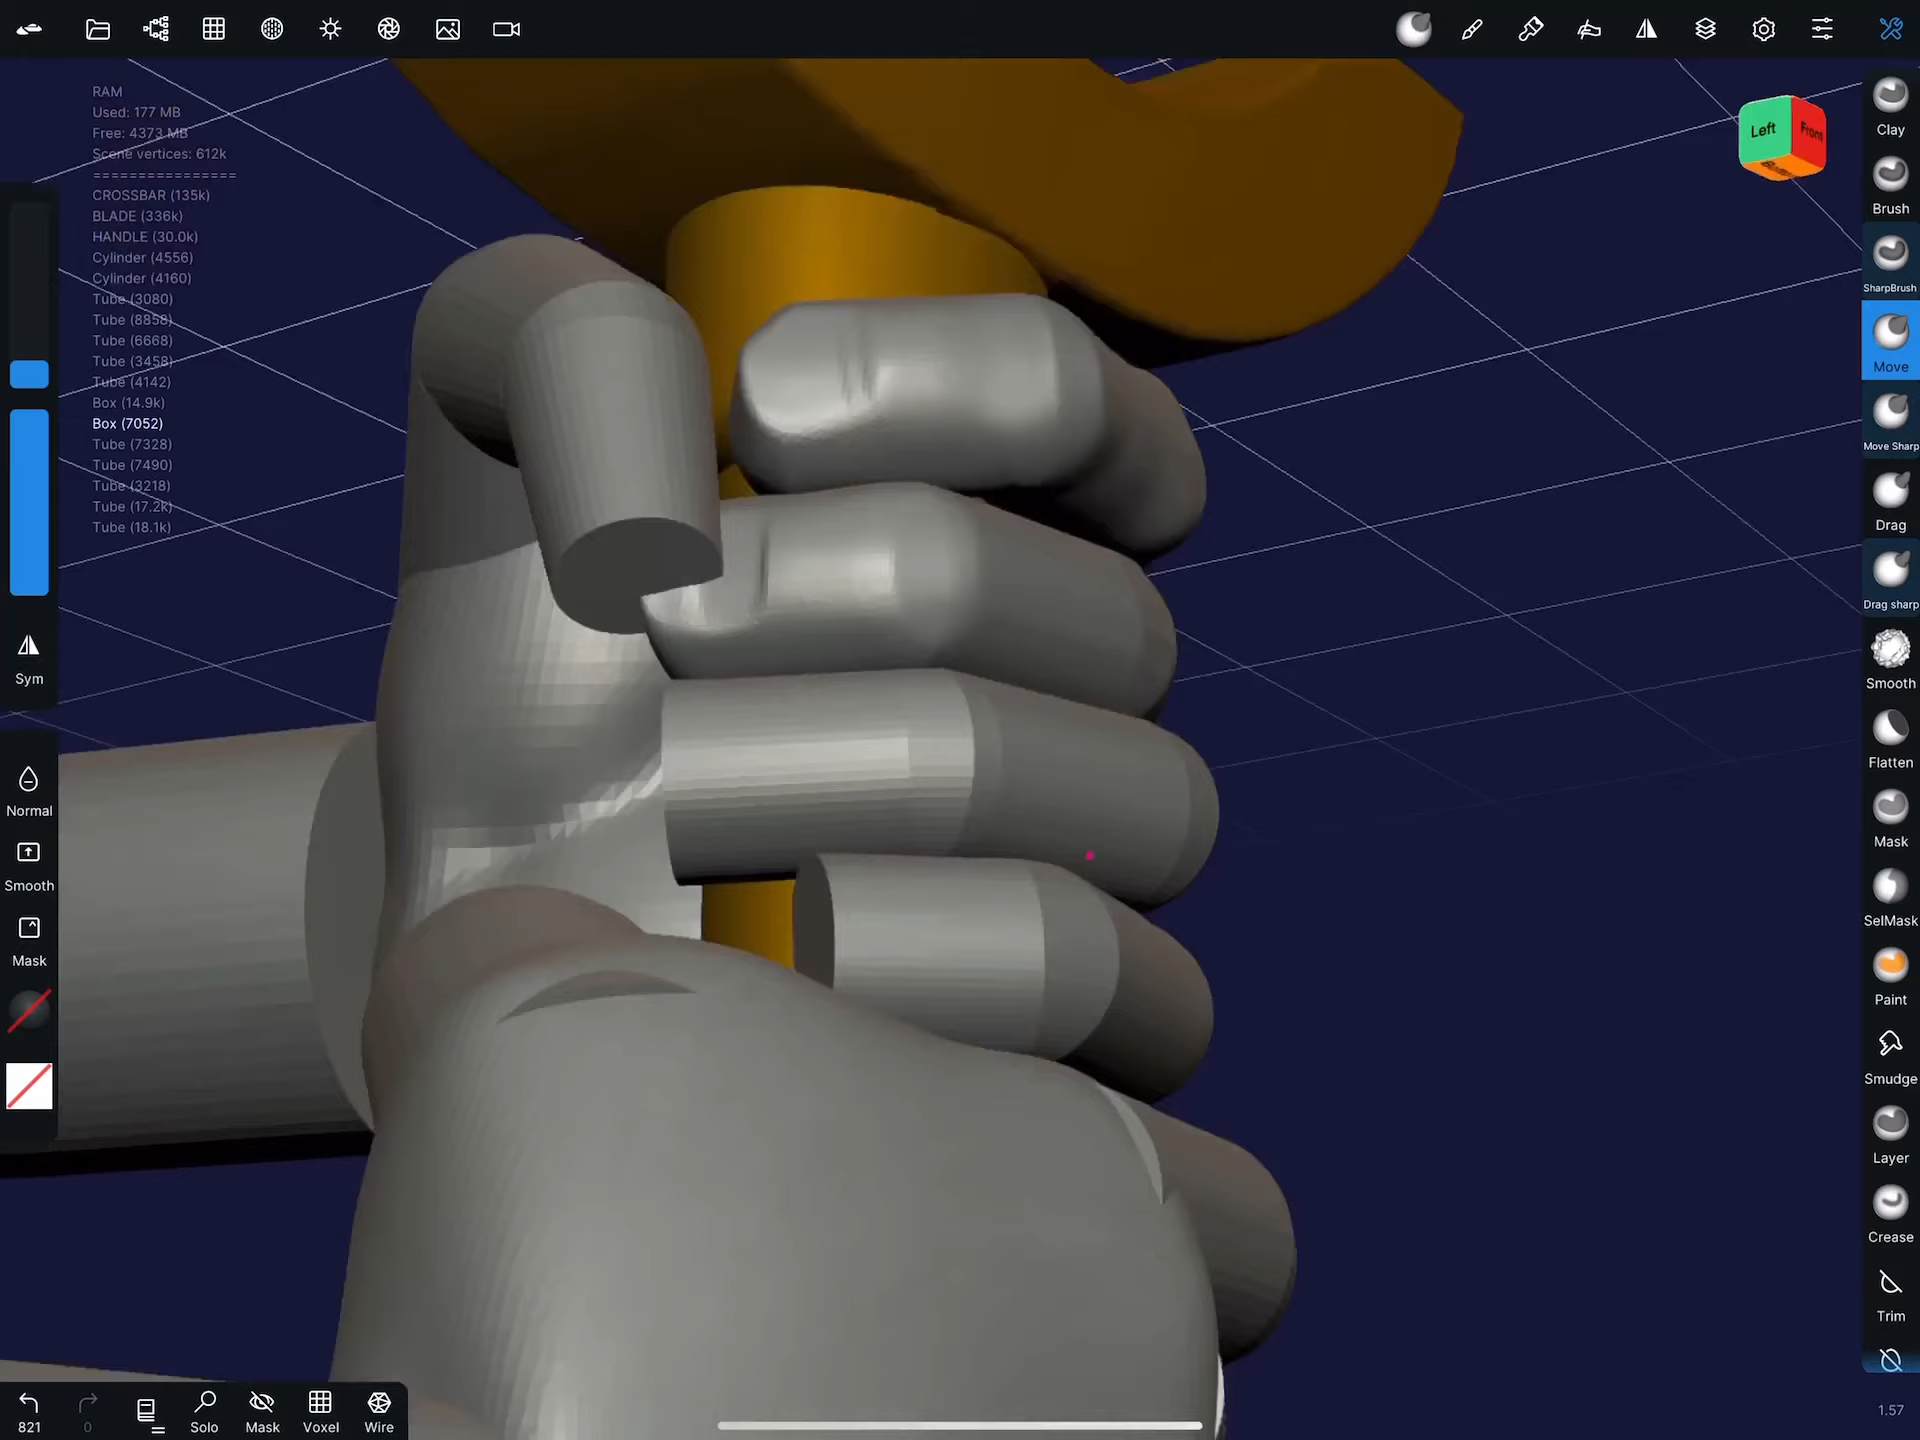 RAM
Used: 177 MB
Free: 4373 MB
Scene vertices: 612k
================
CROSSBAR (135k)
BLADE (336k)
HANDLE (30.0k)
Cylinder (4556)
Cylinder (4160)
Tube (3080)
Tube (8858)
Tube (6668)
Tube (3458)
Tube (4142)
Box (14.9k)
Box (7052)
Tube (7328)
Tube (7490)
Tube (3218)
Tube (17.2k)
Tube (18.1k)
Sym
Normal
Smooth
Mask
821
0
Solo
Mask
Voxel
Wire
Left
Front
Clay
Brush
SharpBrush
Move
Move Sharp
Drag
Drag sharp
Smooth
Flatten
Mask
SelMask
Paint
Smudge
Layer
Crease
Trim
1.57